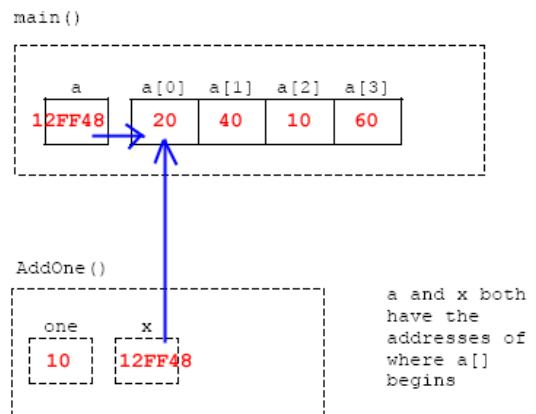 main()
a a[0] a[1] a[2] a[3]
12FF48 20 40 10 60
AddOne()
one x
10 12FF48
a and x both
have the
addresses of
where a[]
begins